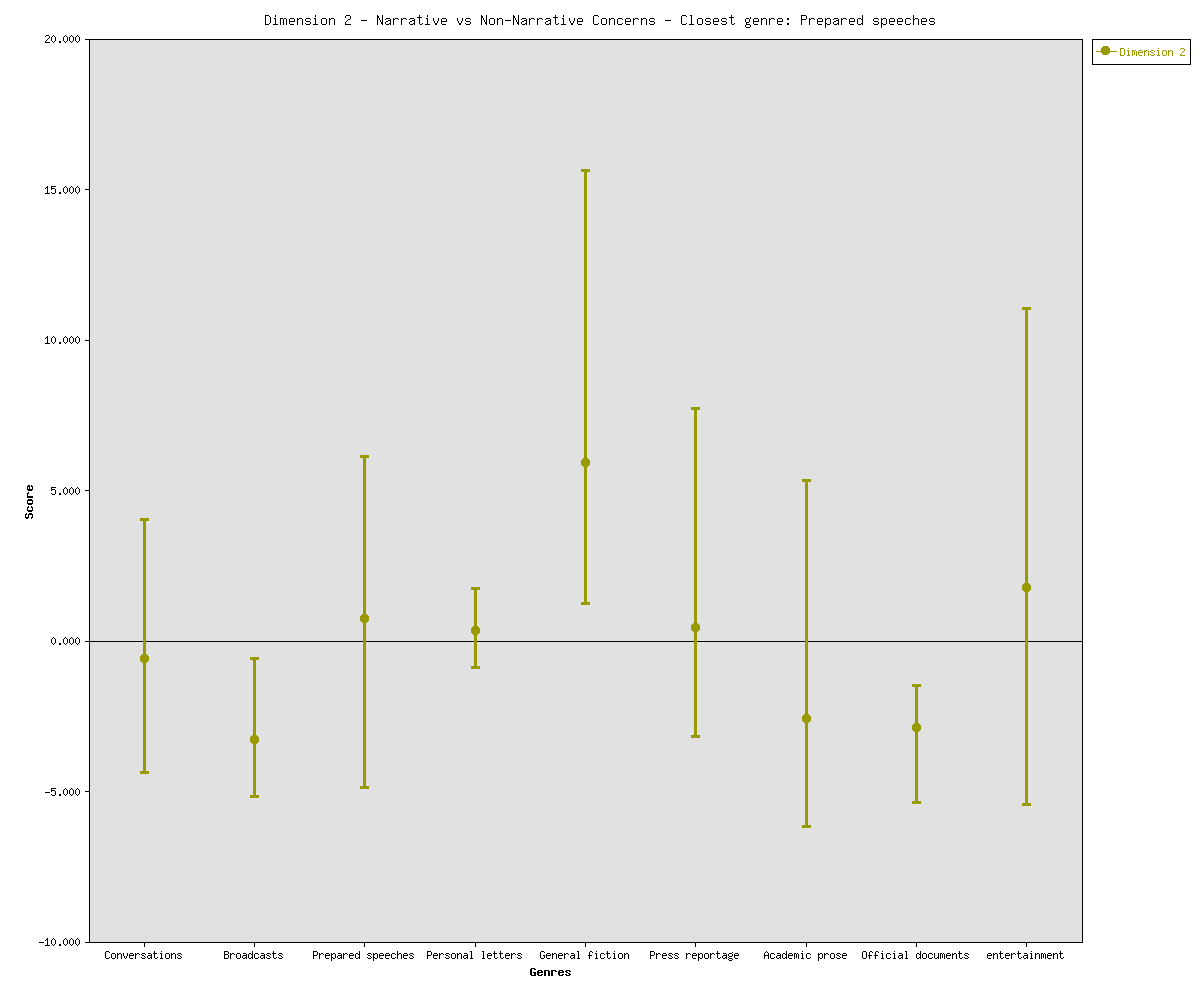 Dimension 2 - Narrative vs Non-Narrative Concerns - Closest genre: Prepared speeches
Dimension 2
20.000
15.000
10.000
5.000
0.000
-5.000
-10.000
Score
Conversations Broadcasts Prepared speeches Personal letters General fiction Press reportage Academic prose Official documents entertainment
Genres